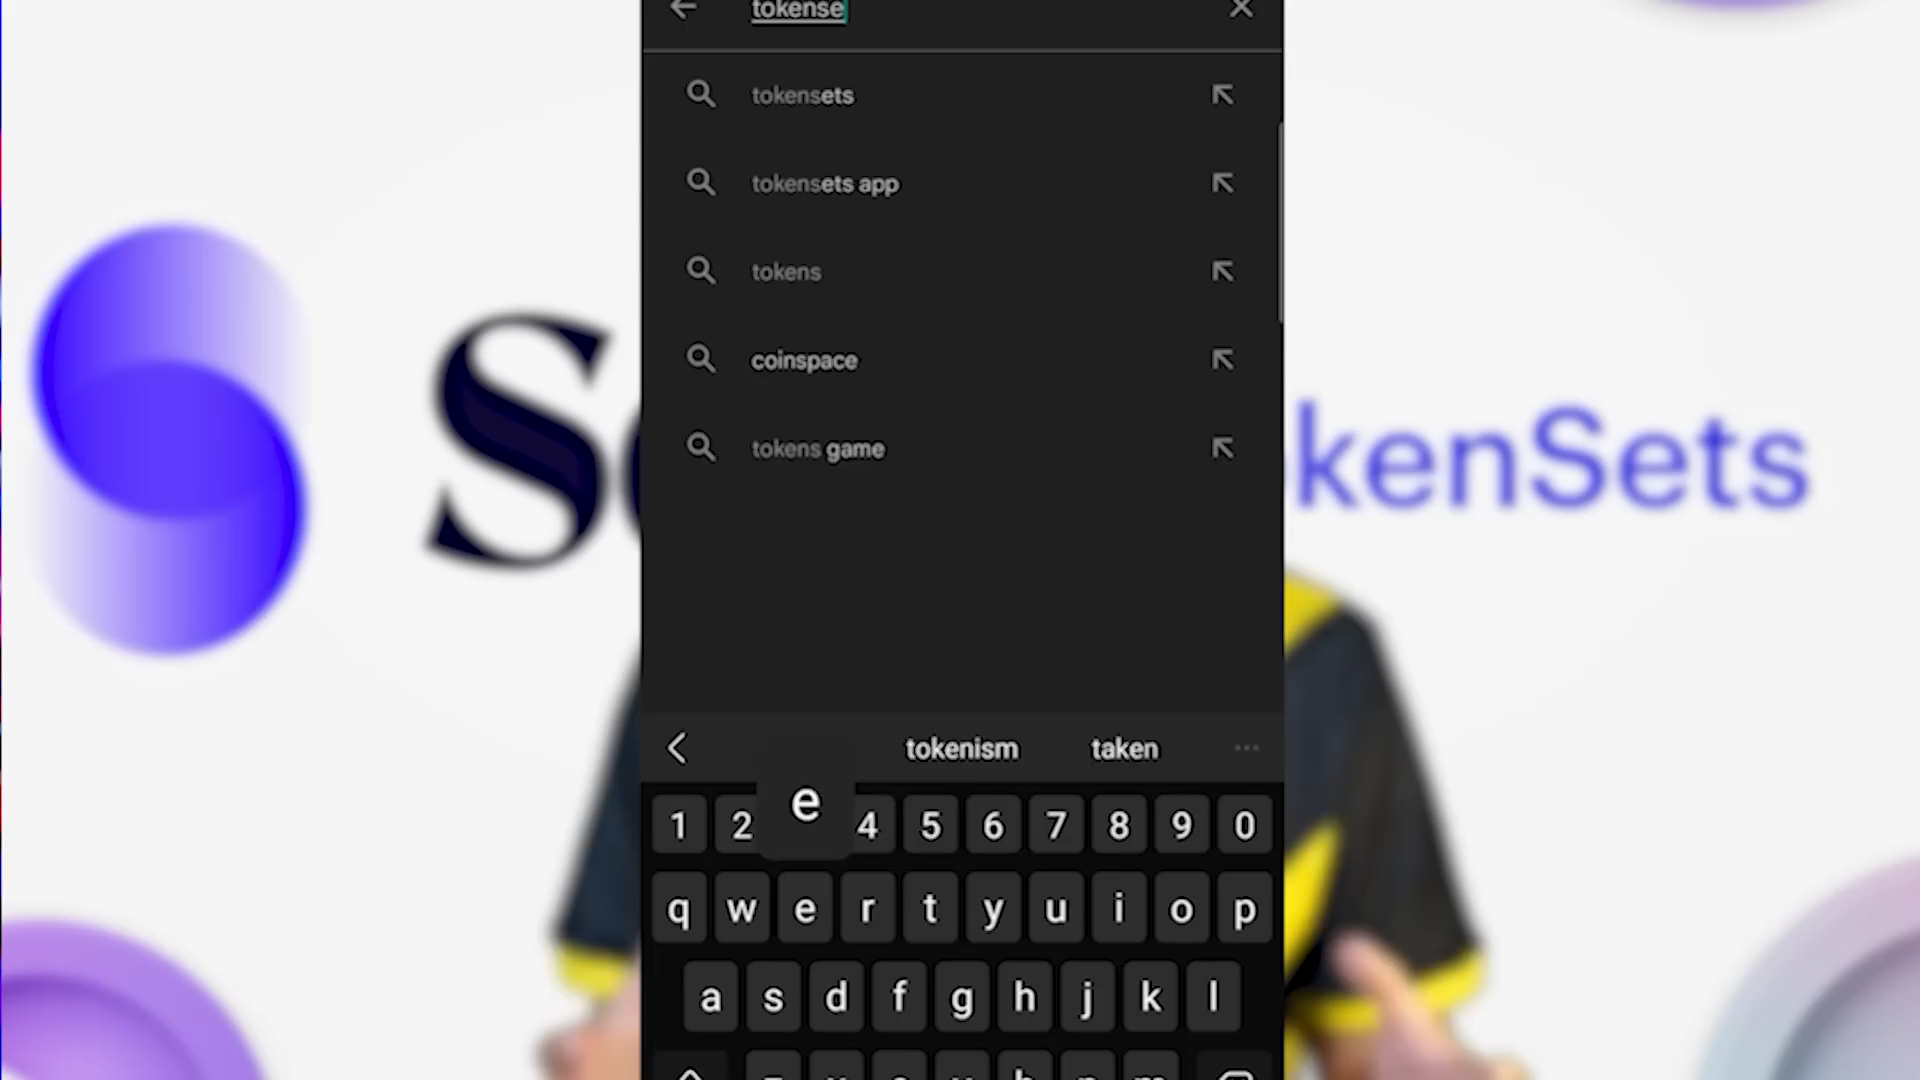 tokense
tokensets
tokensets app
tokens
coinspace
tokens game
kenSets
tokenism taken
e
1 2 4 5 6 7 8 9 0
q w e r t y u i o p
a s d f g h j k l